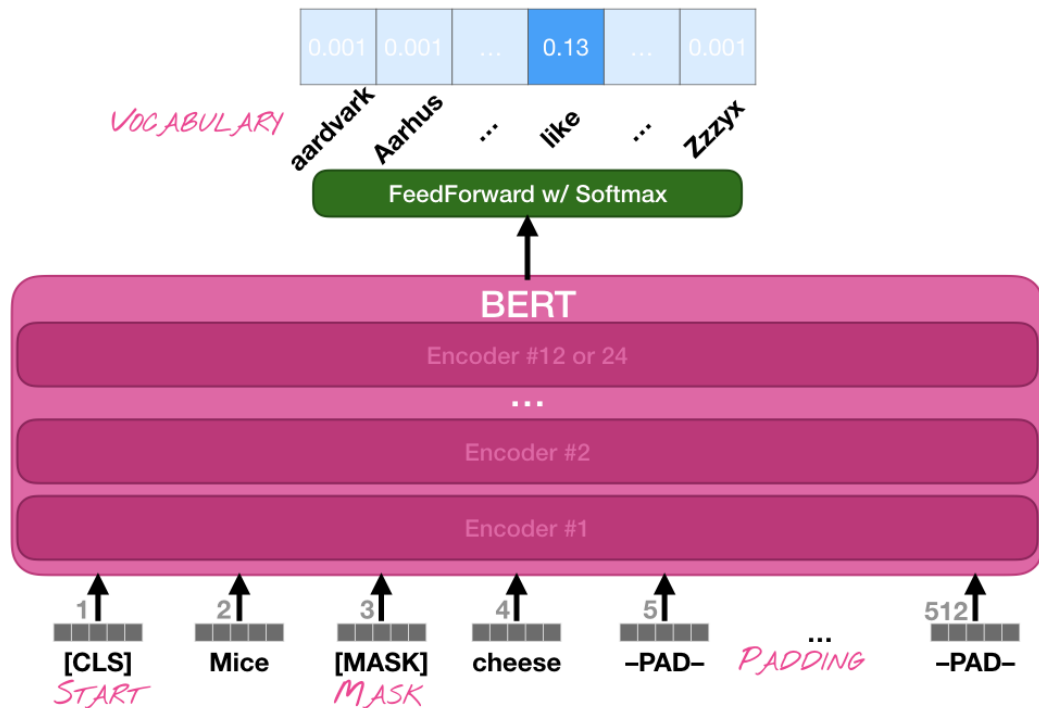 0.001 0.001 ... 0.13 ... 0.001
VOCABULARY
aardvark Aarhus ... like ... Zzzyx
FeedForward w/ Softmax
BERT
Encoder #12 or 24
...
Encoder #2
Encoder #1
1 2 3 4 5 512
[CLS] Mice [MASK] cheese –PAD– ... –PAD–
START MASK PADDING